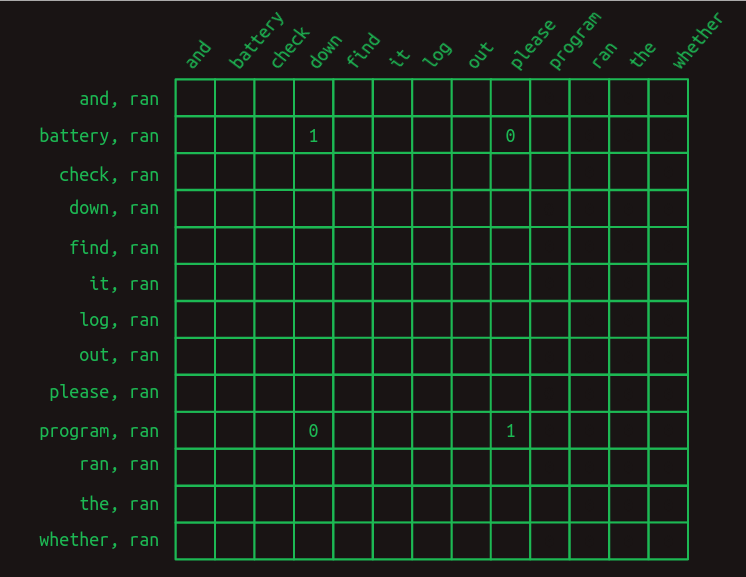 and battery check down find it log out please program ran the whether
and, ran
battery, ran 1 0
check, ran
down, ran
find, ran
it, ran
log, ran
out, ran
please, ran
program, ran 0 1
ran, ran
the, ran
whether, ran